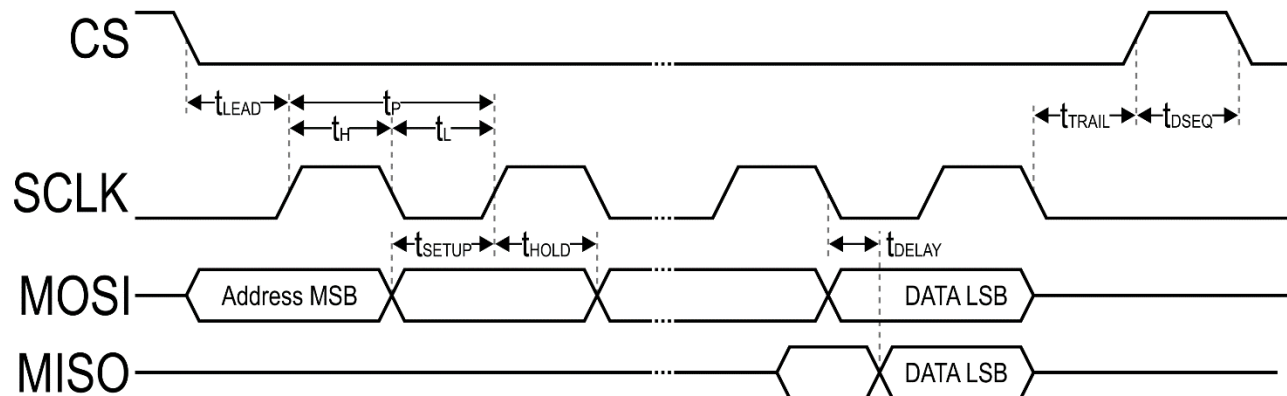 CS
tLEAD tP
tH tL
tTRAIL tDSEQ
SCLK
tSETUP tHOLD tDELAY
MOSI Address MSB DATA LSB
MISO DATA LSB